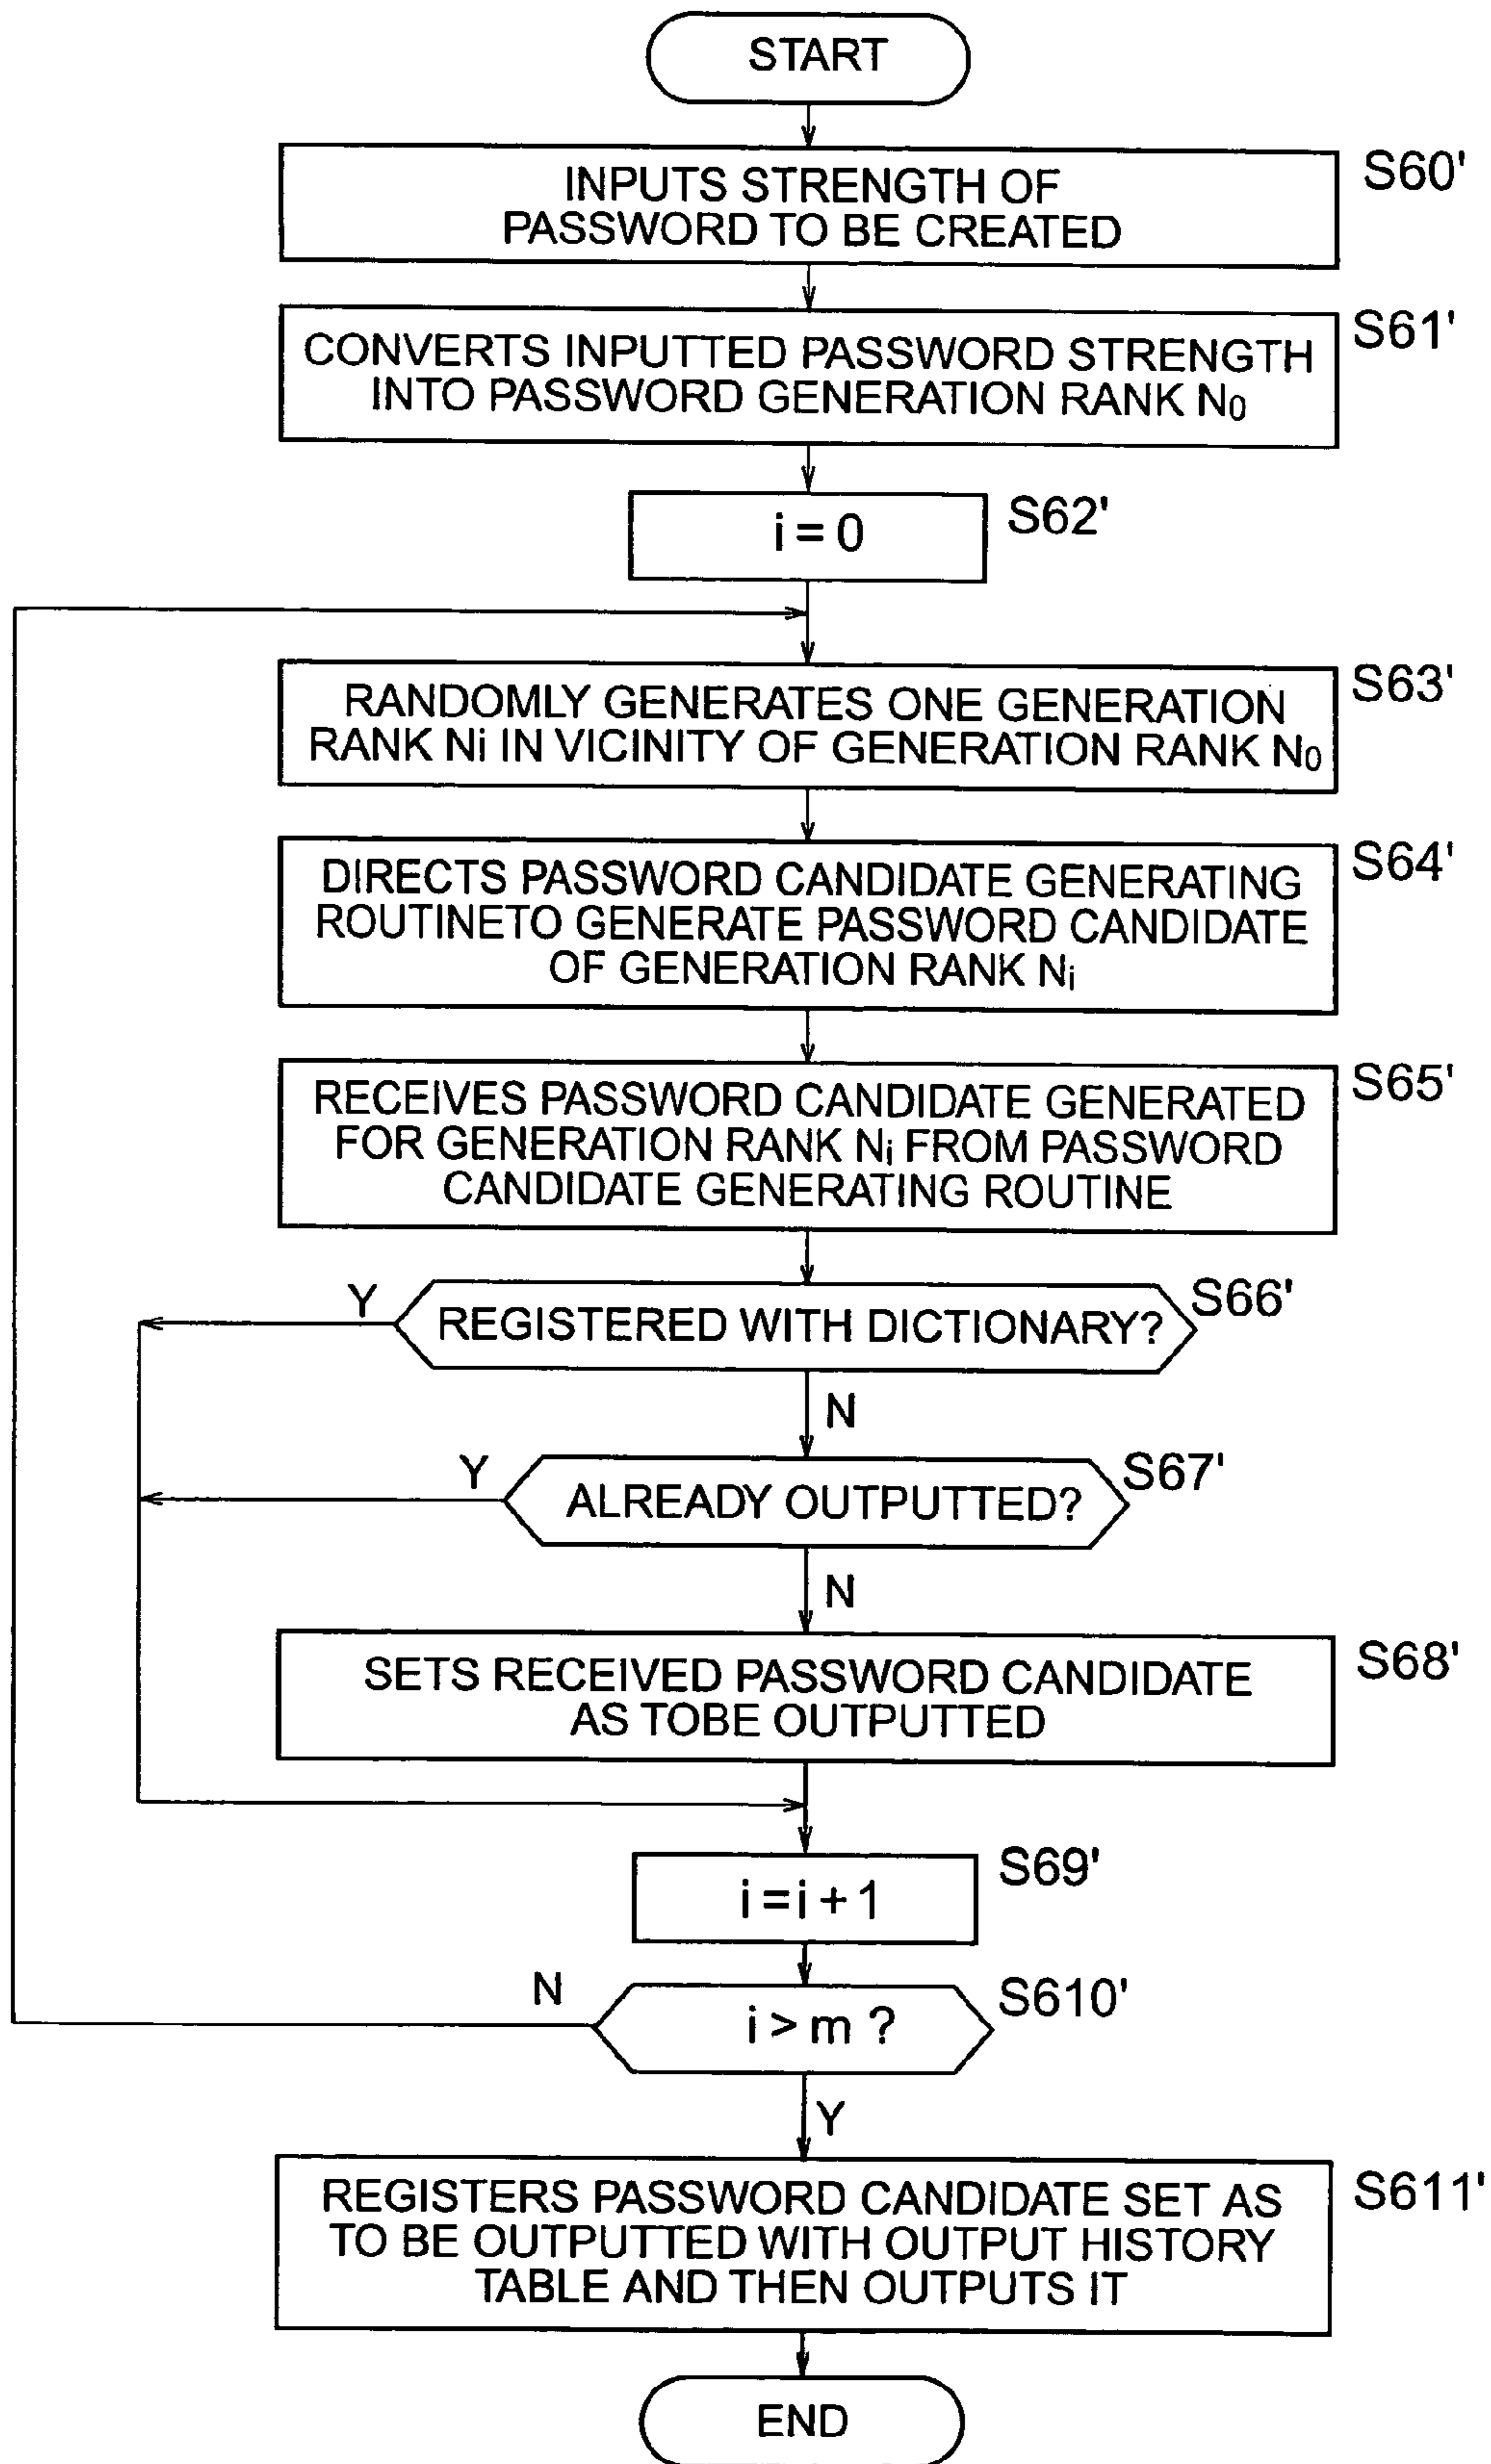 START
S60'
INPUTS STRENGTH OF
PASSWORD TO BE CREATED
S61'
CONVERTS INPUTTED PASSWORD STRENGTH
INTO PASSWORD GENERATION RANK N0
S62'
i = 0
S63'
RANDOMLY GENERATES ONE GENERATION
RANK Ni IN VICINITY OF GENERATION RANK N0
S64'
DIRECTS PASSWORD CANDIDATE GENERATING
ROUTINETO GENERATE PASSWORD CANDIDATE
OF GENERATION RANK Ni
S65'
RECEIVES PASSWORD CANDIDATE GENERATED
FOR GENERATION RANK Ni FROM PASSWORD
CANDIDATE GENERATING ROUTINE
S66'
Y
REGISTERED WITH DICTIONARY?
N
S67'
Y
ALREADY OUTPUTTED?
N
S68'
SETS RECEIVED PASSWORD CANDIDATE
AS TOBE OUTPUTTED
S69'
i = i + 1
S610'
N
i > m ?
Y
S611'
REGISTERS PASSWORD CANDIDATE SET AS
TO BE OUTPUTTED WITH OUTPUT HISTORY
TABLE AND THEN OUTPUTS IT
END